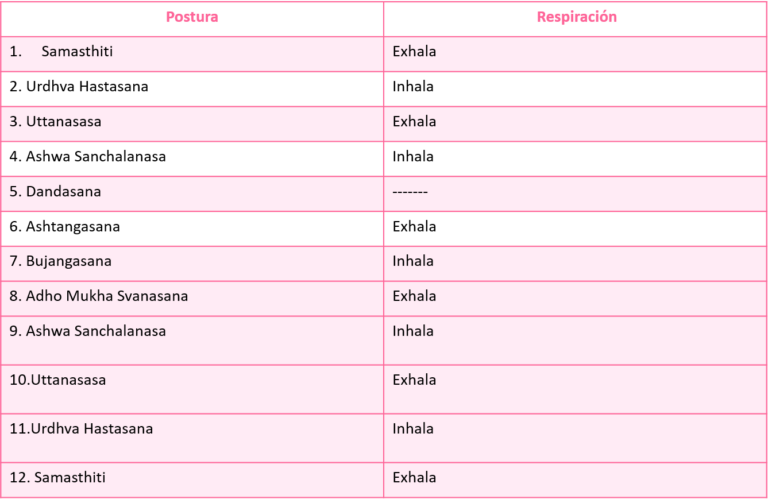 Postura Respiración
1. Samasthiti Exhala
2. Urdhva Hastasana Inhala
3. Uttanasasa Exhala
4. Ashwa Sanchalanasa Inhala
5. Dandasana -------
6. Ashtangasana Exhala
7. Bujangasana Inhala
8. Adho Mukha Svanasana Exhala
9. Ashwa Sanchalanasa Inhala
10.Uttanasasa Exhala
11.Urdhva Hastasana Inhala
12. Samasthiti Exhala